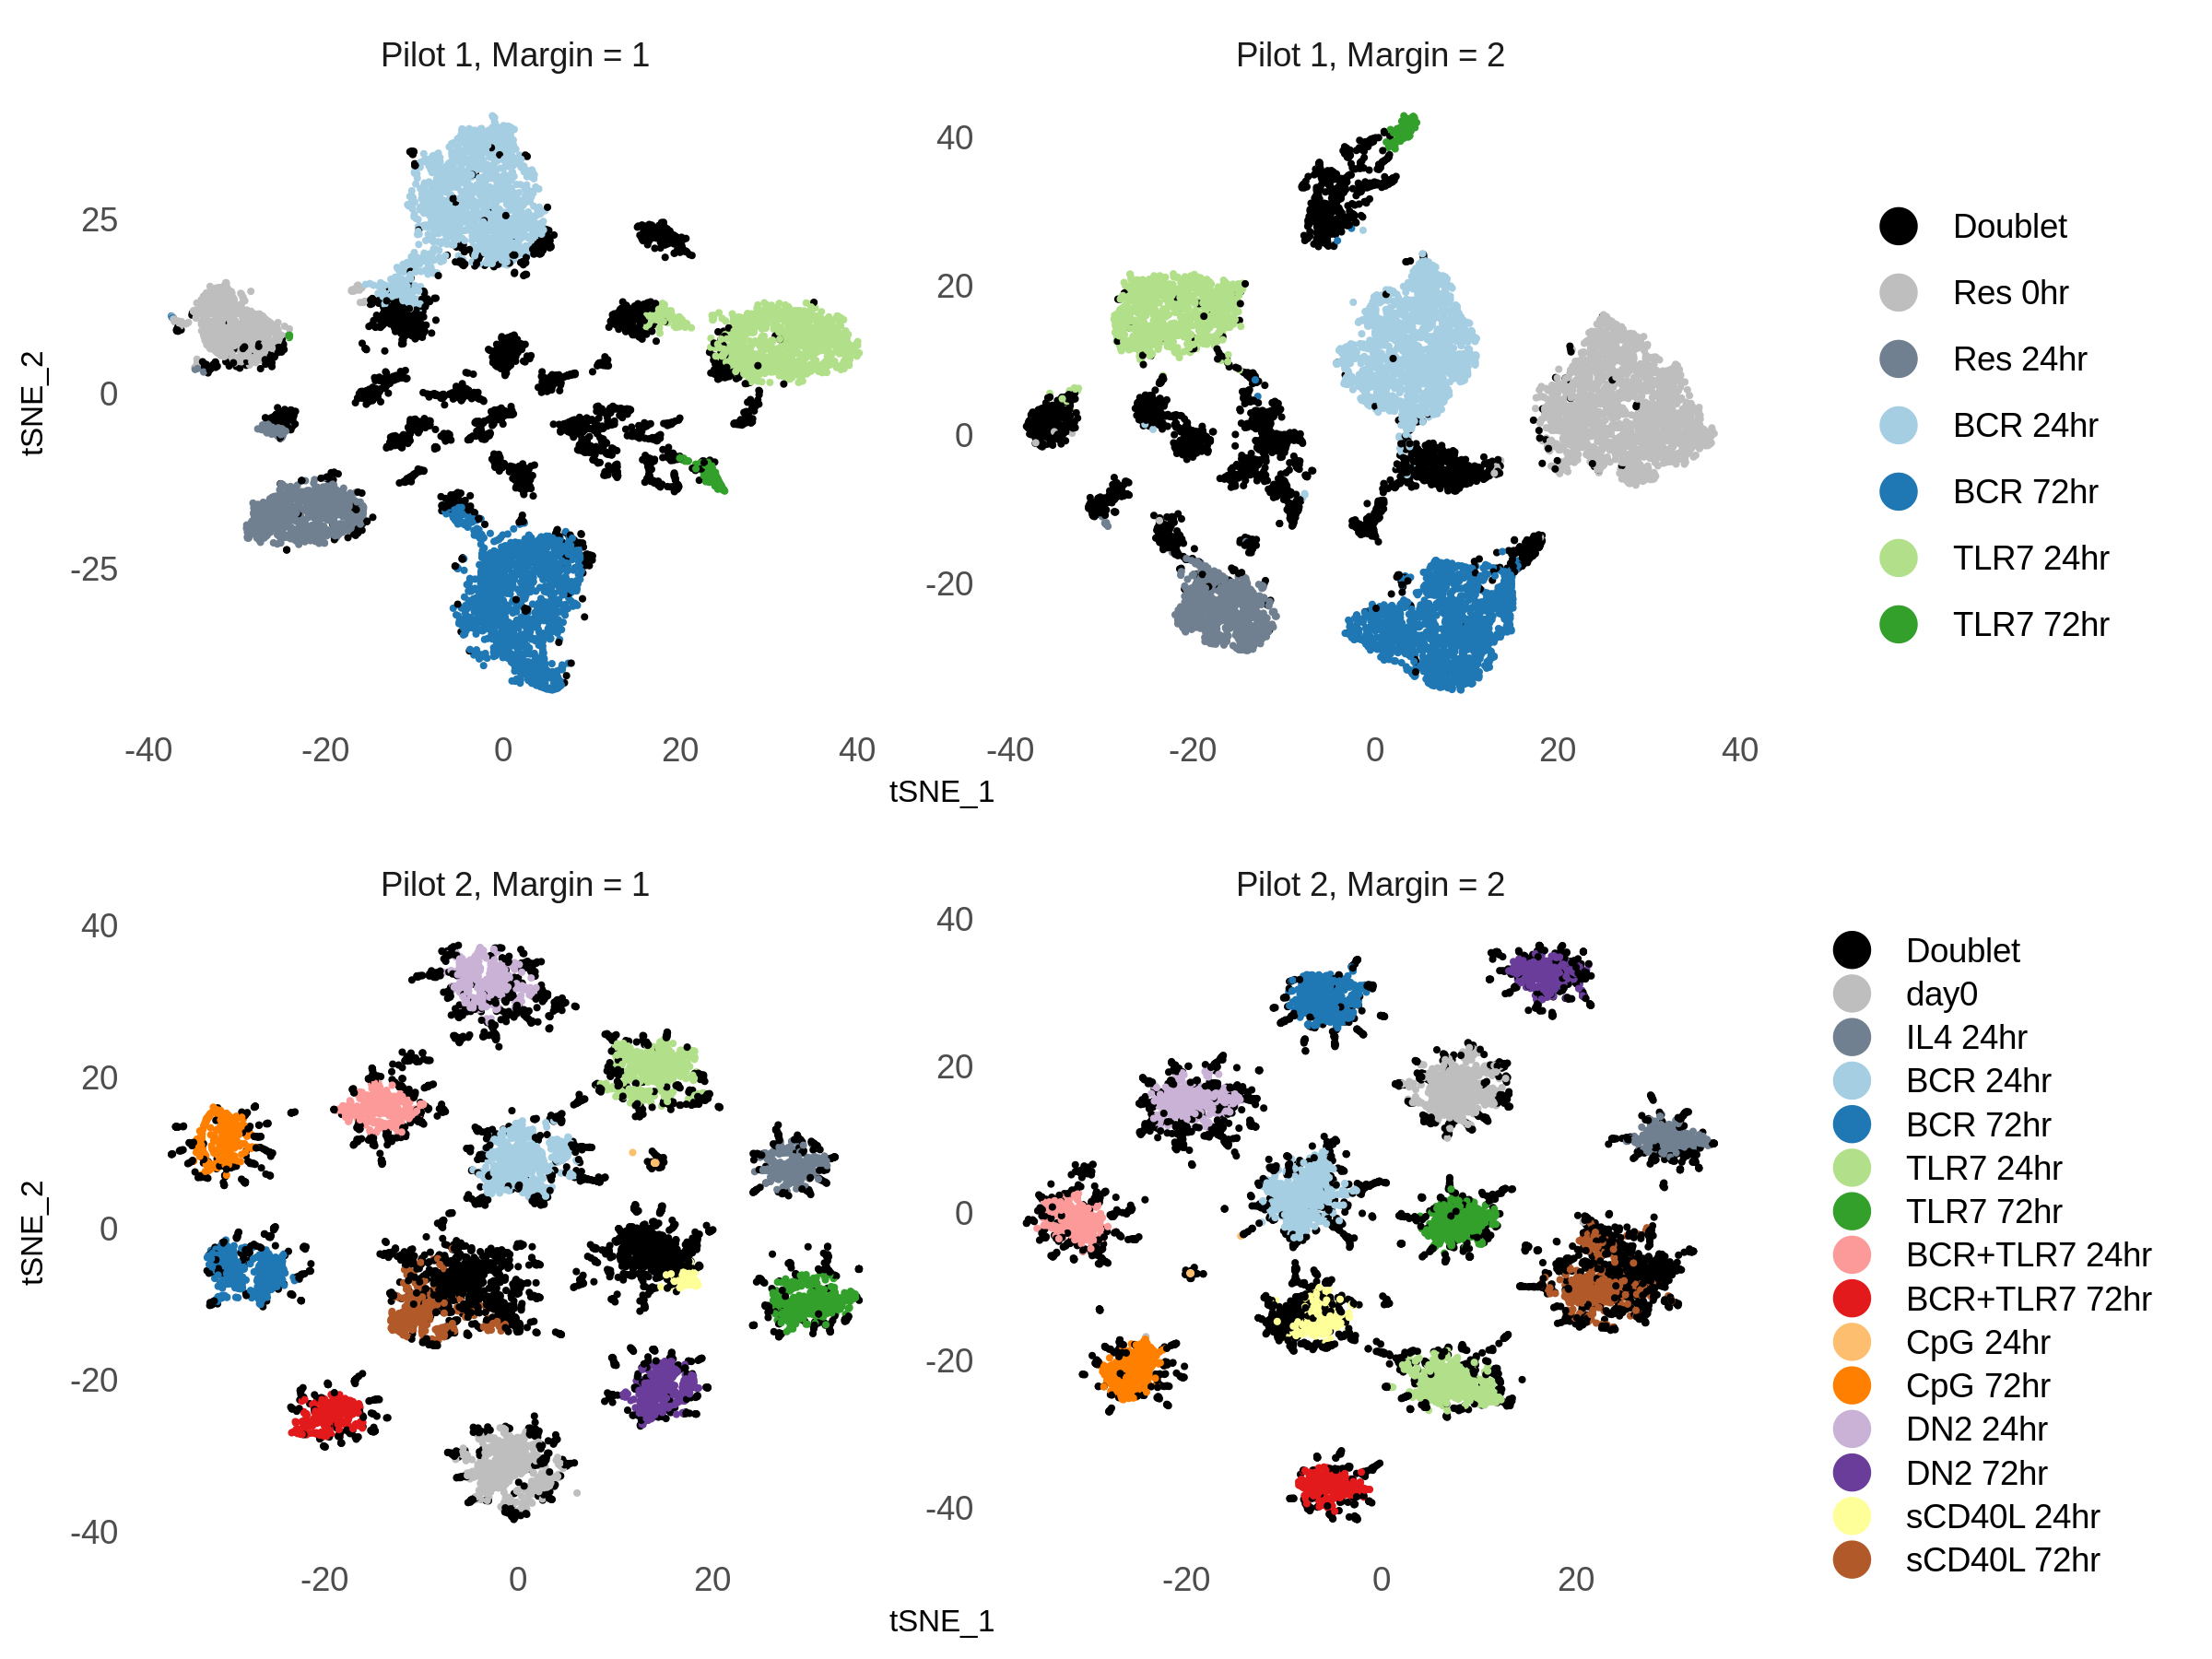 Pilot 1, Margin = 1
Pilot 1, Margin = 2
tSNE_2
25
0
-25
-40 -20 0 20 40
40
20
0
-20
-40 -20 0 20 40
tSNE_1
Doublet
Res 0hr
Res 24hr
BCR 24hr
BCR 72hr
TLR7 24hr
TLR7 72hr
Pilot 2, Margin = 1
Pilot 2, Margin = 2
tSNE_2
40
20
0
-20
-40
-20 0 20
40
20
0
-20
-40
-20 0 20
tSNE_1
Doublet
day0
IL4 24hr
BCR 24hr
BCR 72hr
TLR7 24hr
TLR7 72hr
BCR+TLR7 24hr
BCR+TLR7 72hr
CpG 24hr
CpG 72hr
DN2 24hr
DN2 72hr
sCD40L 24hr
sCD40L 72hr